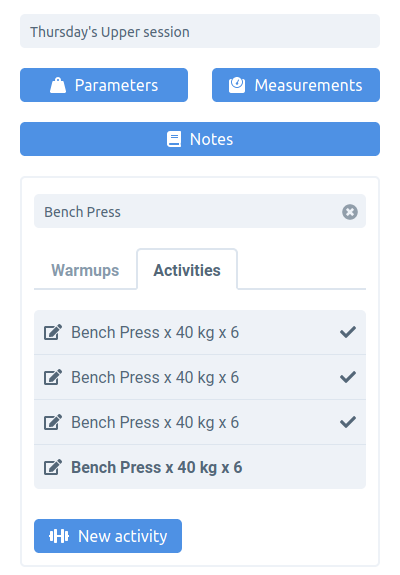 Thursday's Upper session
Parameters
Measurements
Notes
Bench Press
Warmups
Activities
Bench Press x 40 kg x 6
Bench Press x 40 kg x 6
Bench Press x 40 kg x 6
Bench Press x 40 kg x 6
New activity